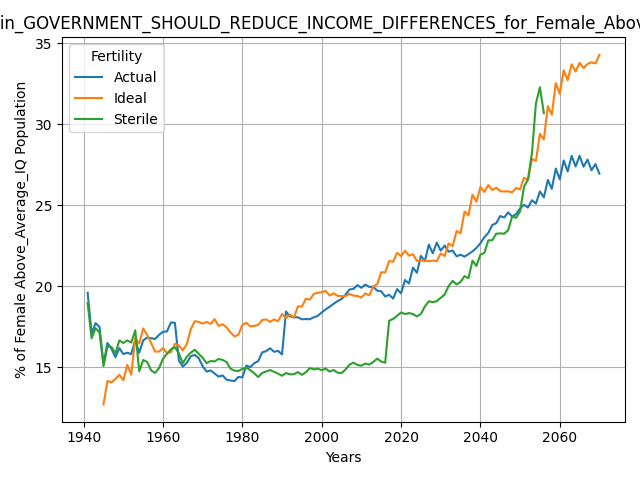 in_GOVERNMENT_SHOULD_REDUCE_INCOME_DIFFERENCES_for_Female_Abov
35
30
25
20
15
% of Female Above_Average_IQ Population
Fertility
Actual
Ideal
Sterile
1940
1960
1980
2000
2020
2040
2060
Years